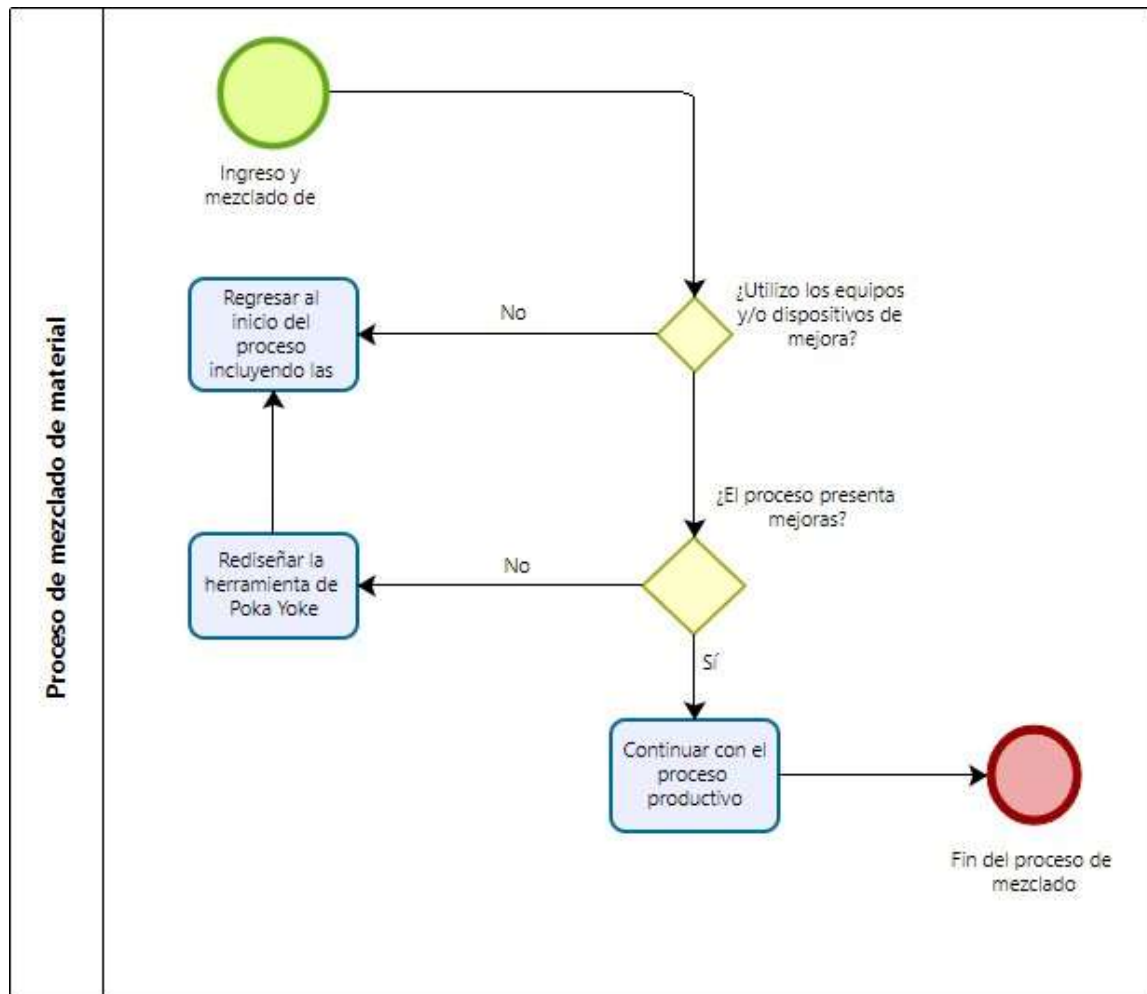 Proceso de mezclado de material
Ingreso y
mezclado de
¿Utilizo los equipos
y/o dispositivos de
mejora?
No
Regresar al
inicio del
proceso
incluyendo las
¿El proceso presenta
mejoras?
No
Rediseñar la
herramienta de
Poka Yoke
Sí
Continuar con el
proceso
productivo
Fin del proceso de
mezclado